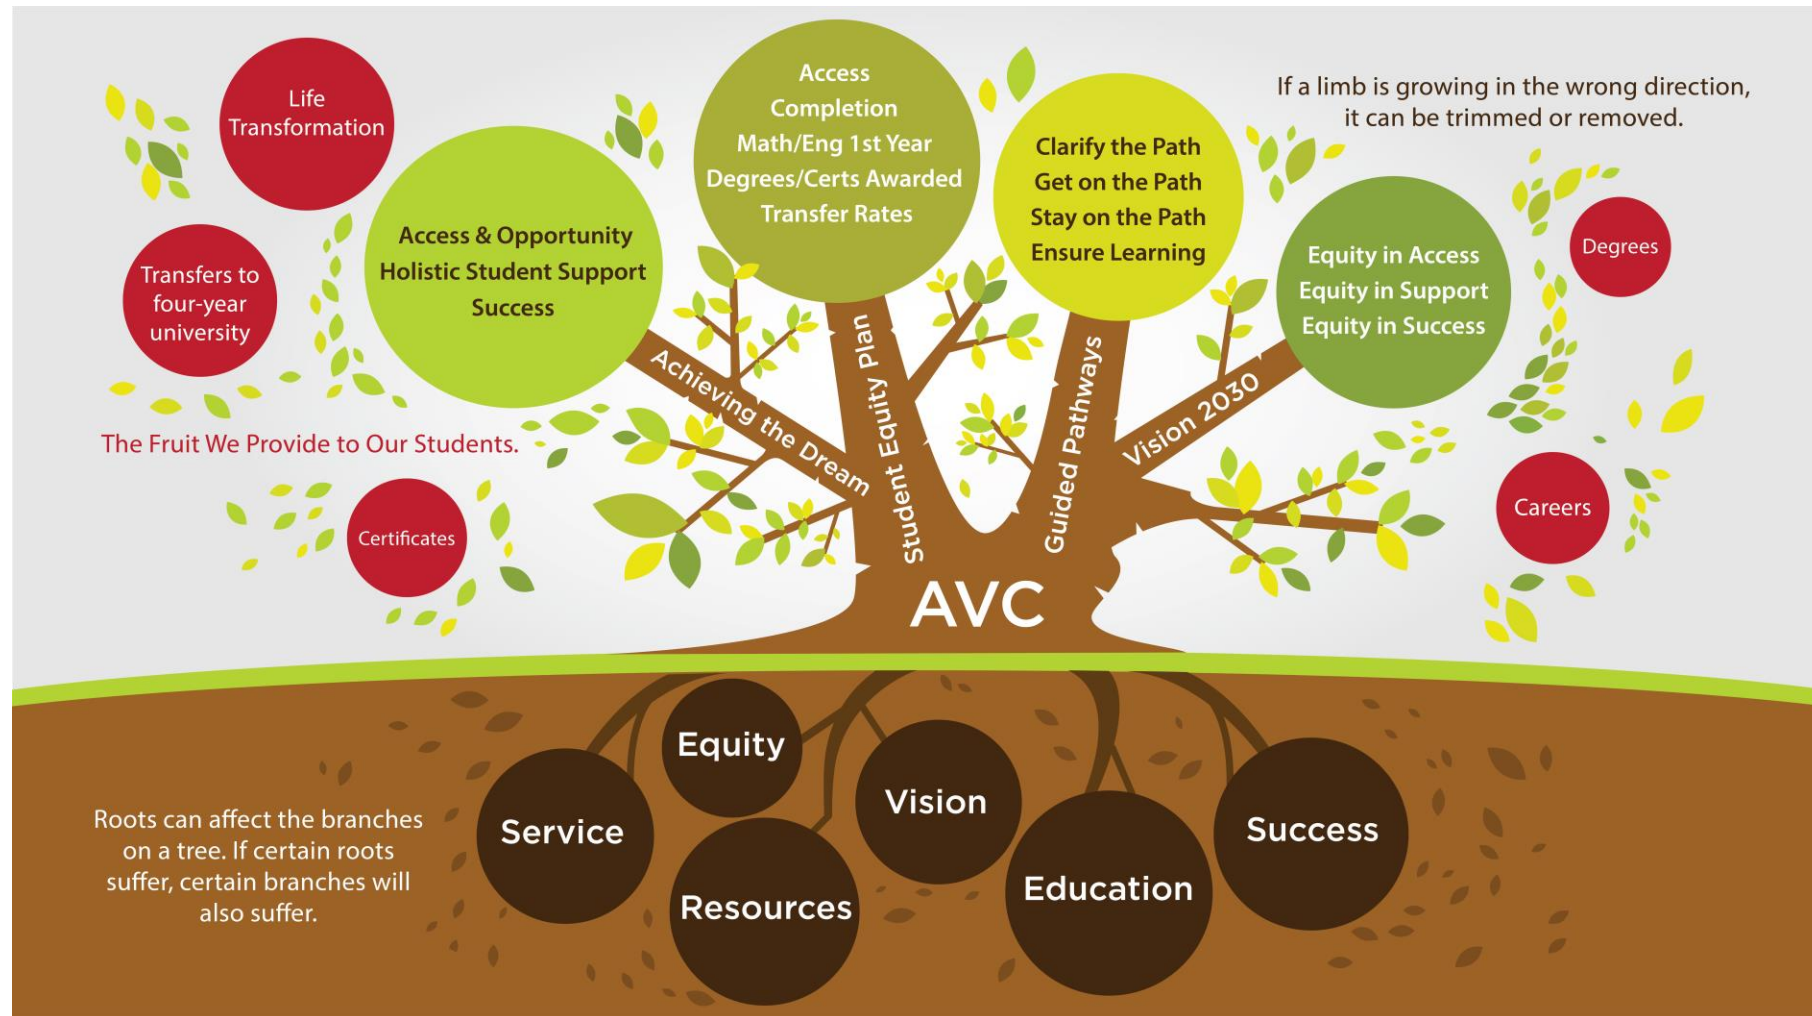 Life
Transformation
Access
Completion
Math/Eng 1st Year
Degrees/Certs Awarded
Transfer Rates
Clarify the Path
Get on the Path
Stay on the Path
Ensure Learning
If a limb is growing in the wrong direction,
it can be trimmed or removed.
Access & Opportunity
Holistic Student Support
Success
Equity in Access
Equity in Support
Equity in Success
Degrees
Transfers to
four-year
university
Achieving the Dream
Student Equity Plan
Guided Pathways
Vision 2030
The Fruit We Provide to Our Students.
Certificates
Careers
AVC
Equity
Service
Vision
Success
Resources
Education
Roots can affect the branches
on a tree. If certain roots
suffer, certain branches will
also suffer.